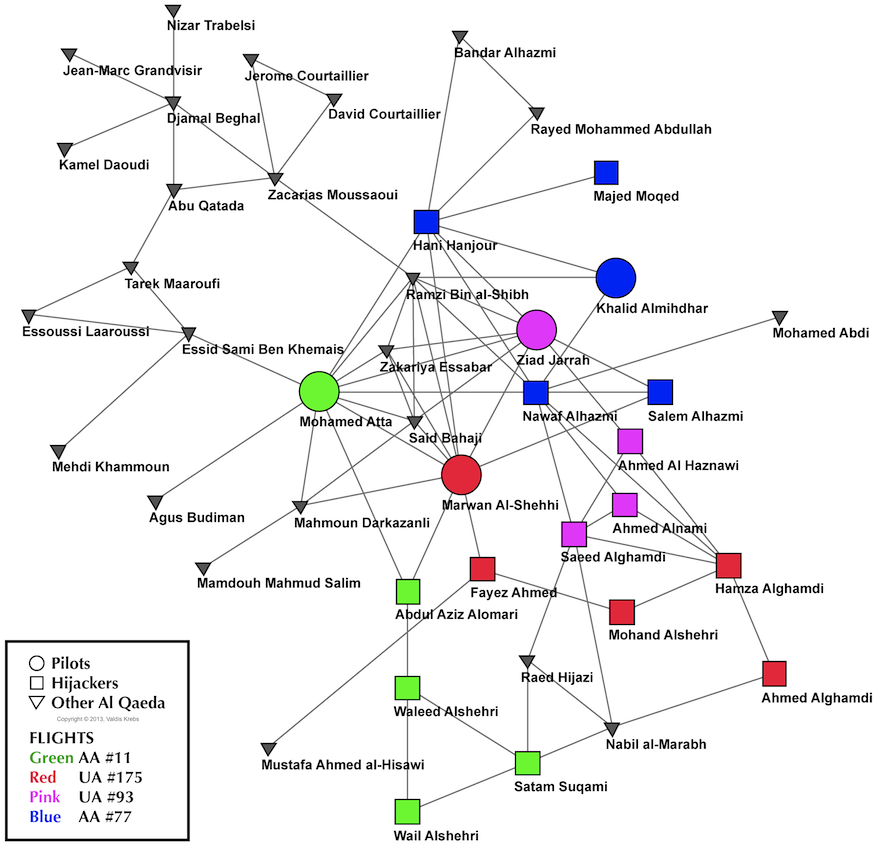 Nizar Trabelsi
Bandar Alhazmi
Jean-Marc Grandvisir
Jerome Courtaillier
David Courtaillier
Djamal Beghal
Rayed Mohammed Abdullah
Kamel Daoudi
Zacarias Moussaoui
Majed Moqed
Abu Qatada
Hani Hanjour
Tarek Maaroufi
Ramzi Bin al-Shibh
Khalid Almihdhar
Essoussi Laaroussi
Mohamed Abdi
Essid Sami Ben Khemais
Ziad Jarrah
Zakariya Essabar
Mohamed Atta
Nawaf Alhazmi
Salem Alhazmi
Said Bahaji
Mehdi Khammoun
Ahmed Al Haznawi
Marwan Al-Shehhi
Agus Budiman
Mahmoun Darkazanli
Ahmed Alnami
Saeed Alghamdi
Mamdouh Mahmud Salim
Fayez Ahmed
Hamza Alghamdi
Abdul Aziz Alomari
Mohand Alshehri
Raed Hijazi
Ahmed Alghamdi
Waleed Alshehri
Nabil al-Marabh
Mustafa Ahmed al-Hisawi
Satam Suqami
Wail Alshehri
Pilots
Hijackers
Other Al Qaeda
Copyright © 2013, Valdis Krebs
FLIGHTS
Green AA #11
Red UA #175
Pink UA #93
Blue AA #77